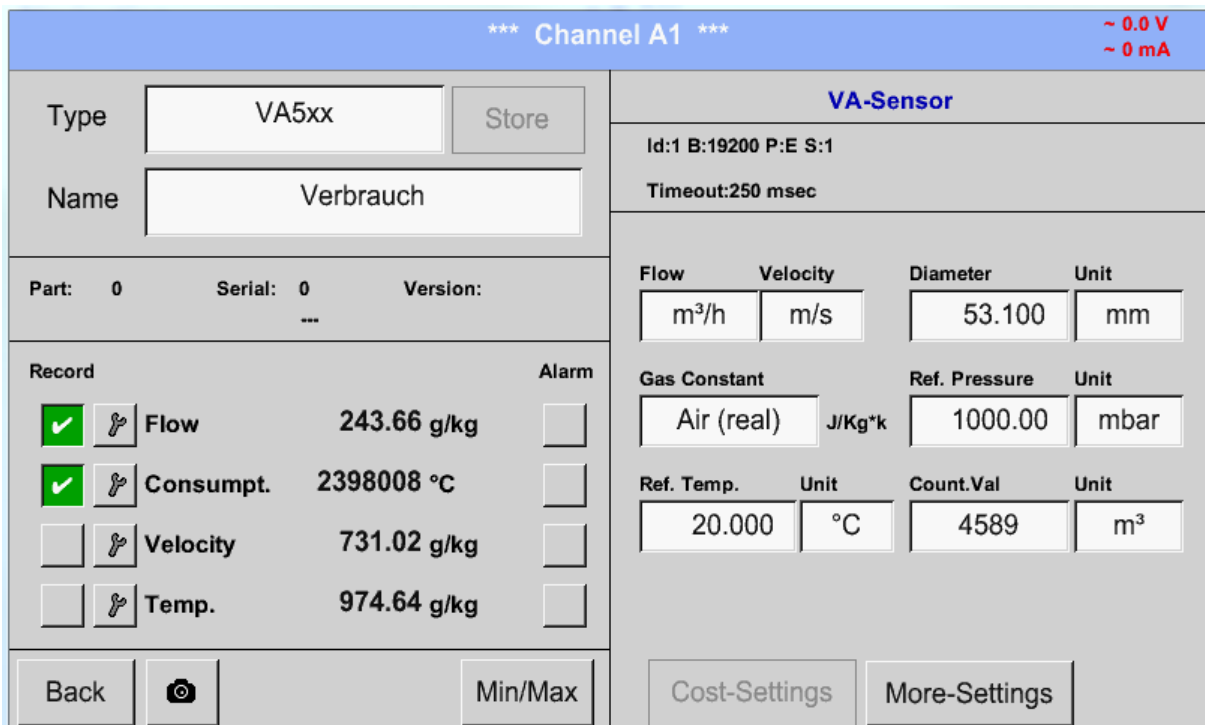 *** Channel A1 ***
~ 0.0 V
~ 0 mA
Type VA5xx Store
Name Verbrauch
Part: 0 Serial: 0 Version:
---
Record Alarm
Flow 243.66 g/kg
Consumpt. 2398008 °C
Velocity 731.02 g/kg
Temp. 974.64 g/kg
Back Min/Max
VA-Sensor
Id:1 B:19200 P:E S:1
Timeout:250 msec
Flow Velocity Diameter Unit
m³/h m/s 53.100 mm
Gas Constant Ref. Pressure Unit
Air (real) J/Kg*k 1000.00 mbar
Ref. Temp. Unit Count.Val Unit
20.000 °C 4589 m³
Cost-Settings More-Settings